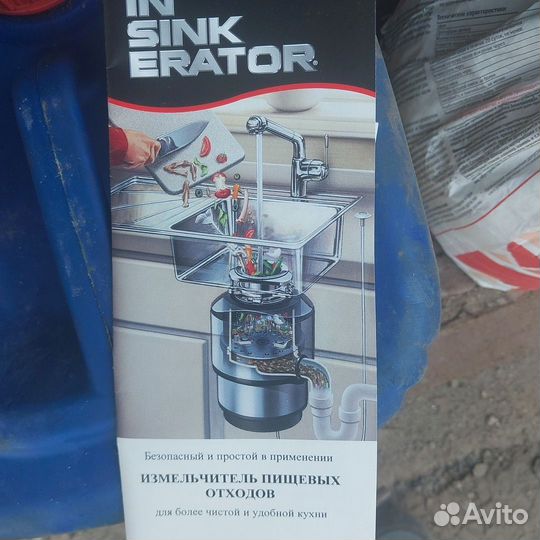 IN
SINK
ERATOR®
Безопасный и простой в применении
ИЗМЕЛЬЧИТЕЛЬ ПИЩЕВЫХ
ОТХОДОВ
для более чистой и удобной кухни
Avito